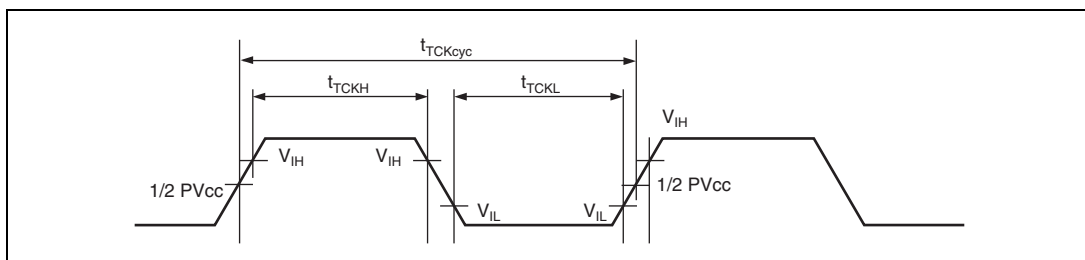 tTCKcyc
tTCKH
tTCKL
VIH
VIH
VIH
1/2 PVcc
1/2 PVcc
VIL
VIL